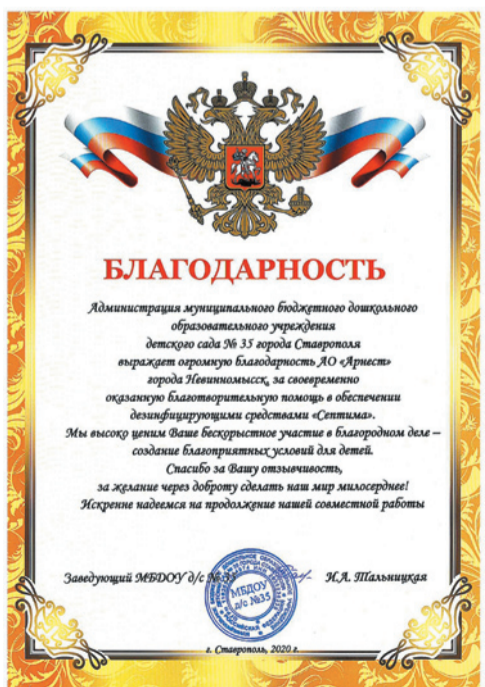 БЛАГОДАРНОСТЬ
Администрация муниципального бюджетного дошкольного
образовательного учреждения
детского сада № 35 города Ставрополя
выражает огромную благодарность АО «Арнест»
города Невинномысск, за своевременно
оказанную благотворительную помощь в обеспечении
дезинфицирующими средствами «Септима».
Мы высоко ценим Ваше бескорыстное участие в благородном деле –
создание благоприятных условий для детей.
Спасибо за Вашу отзывчивость,
за желание через доброту сделать наш мир милосерднее!
Искренне надеемся на продолжение нашей совместной работы
Заведующий МБДОУ д/с № 35 И.А. Тальницкая
МБДОУ
д/с №35
г. Ставрополь, 2020 г.